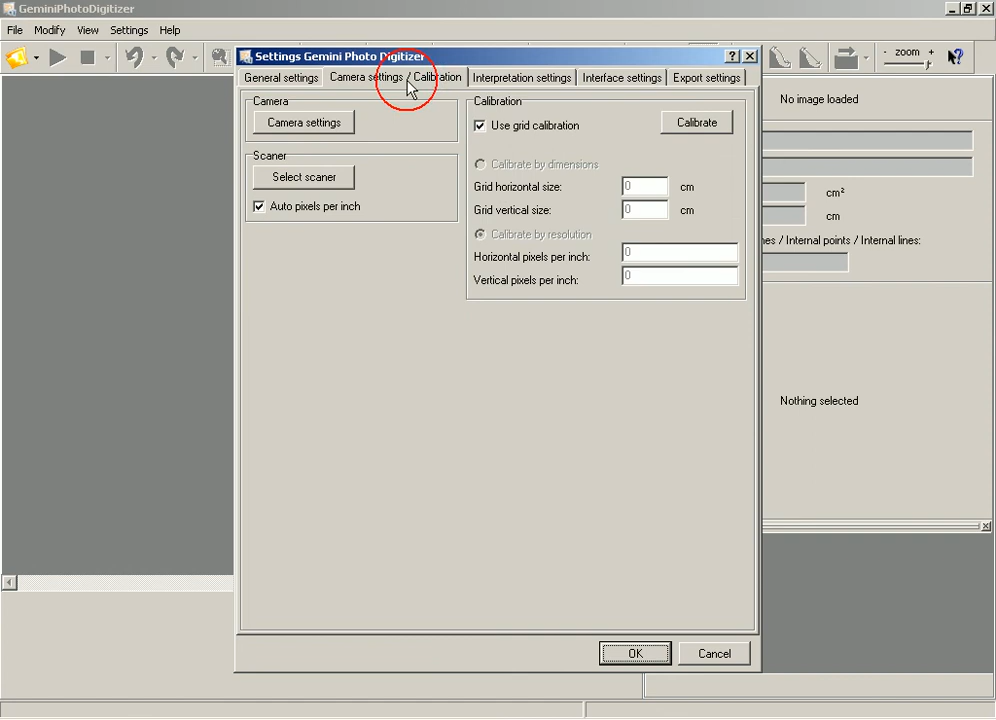 GeminiPhotoDigitizer
File Modify View Settings Help
- zoom +
Settings Gemini Photo Digitizer
General settings Camera settings / Calibration Interpretation settings Interface settings Export settings
Camera
Camera settings
Scaner
Select scaner
Auto pixels per inch
Calibration
Use grid calibration Calibrate
Calibrate by dimensions
Grid horizontal size: 0 cm
Grid vertical size: 0 cm
Calibrate by resolution
Horizontal pixels per inch: 0
Vertical pixels per inch: 0
OK Cancel
No image loaded
cm²
cm
/ Internal points / Internal lines:
Nothing selected